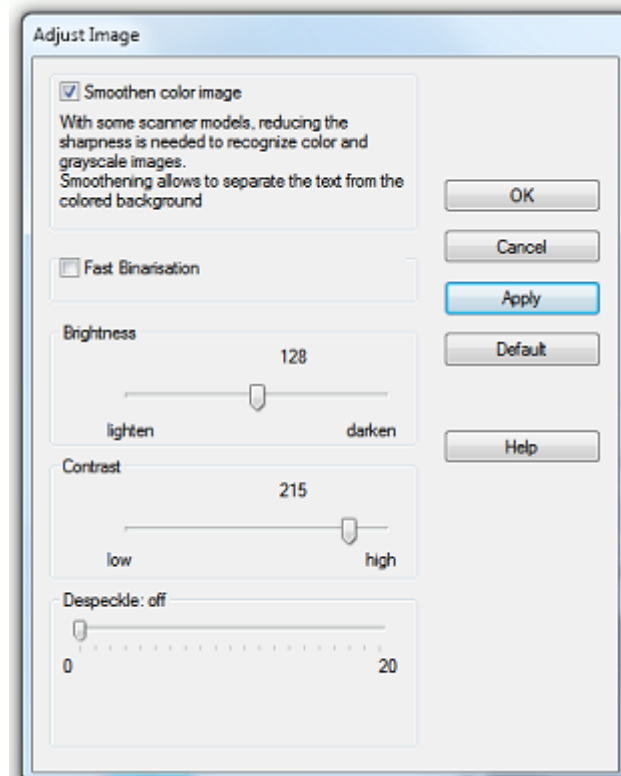 Adjust Image
Smoothen color image
With some scanner models, reducing the
sharpness is needed to recognize color and
grayscale images.
Smoothening allows to separate the text from the
colored background
OK
Cancel
Fast Binarisation
Apply
Brightness
128
Default
lighten darken
Help
Contrast
215
low high
Despeckle: off
0 20